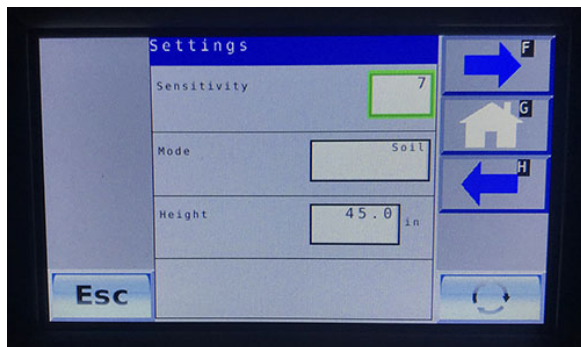 Settings
F
Sensitivity 7
G
Mode Soil
H
Height 45.0 in
Esc